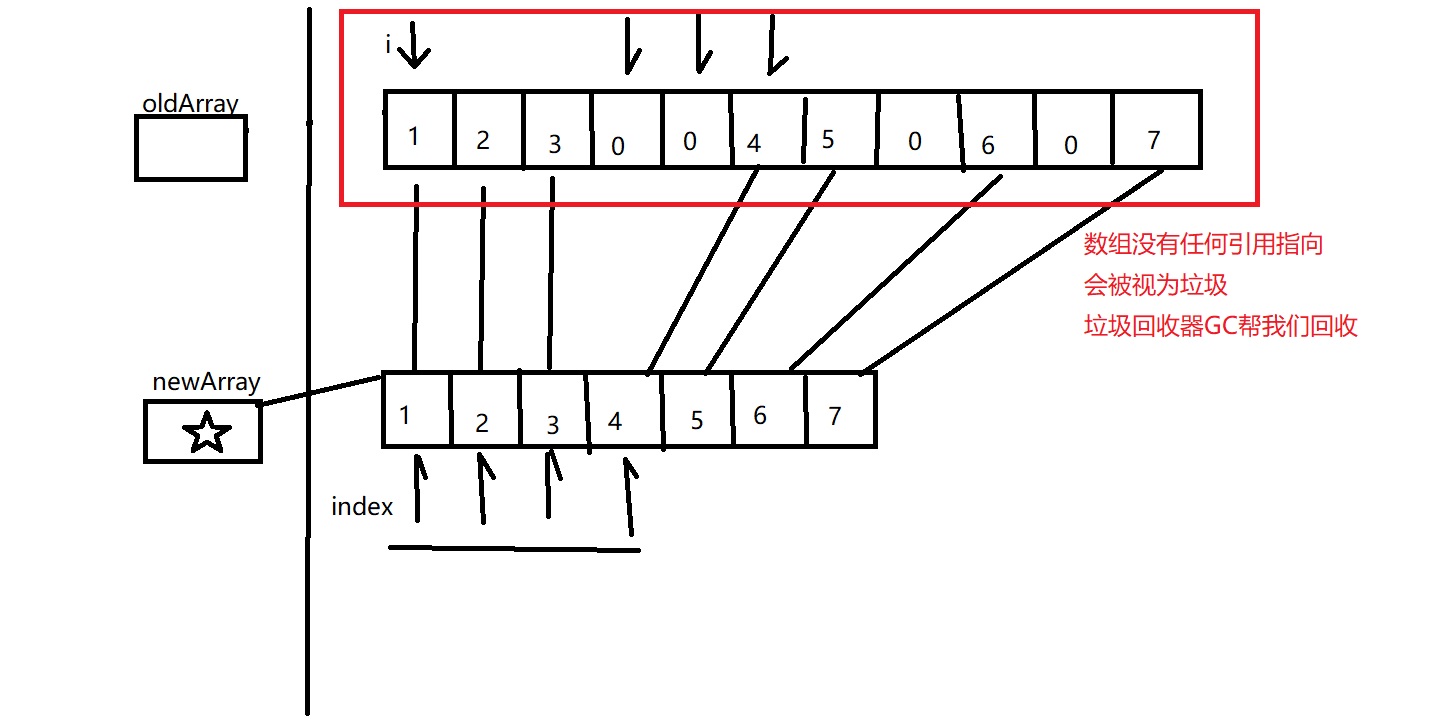 i
oldArray
1 2 3 0 0 4 5 0 6 0 7
数组没有任何引用指向
会被视为垃圾
垃圾回收器GC帮我们回收
newArray
1 2 3 4 5 6 7
index